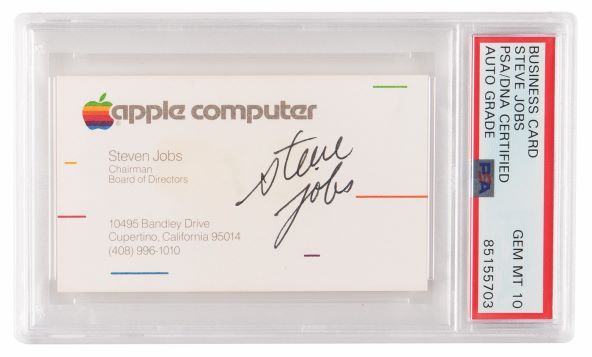 apple computer
Steven Jobs
Chairman
Board of Directors
10495 Bandley Drive
Cupertino, California 95014
(408) 996-1010
steve
jobs
BUSINESS CARD
STEVE JOBS
PSA/DNA CERTIFIED
AUTO GRADE
PSA
GEM MT 10
85155703